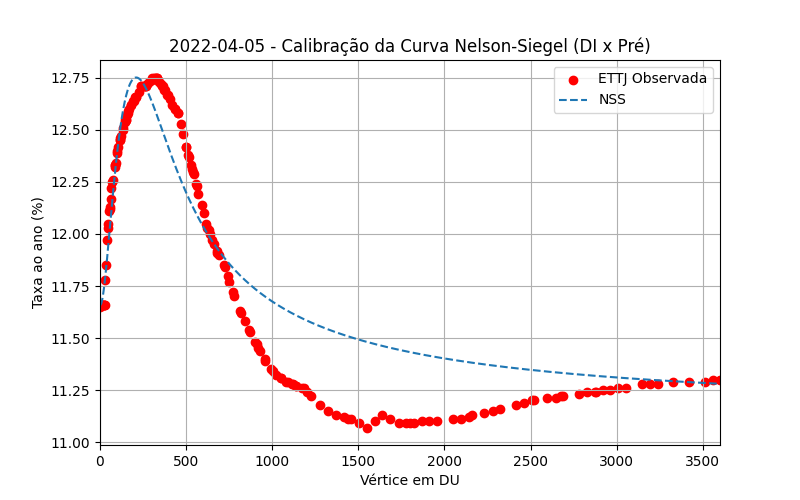 2022-04-05 - Calibração da Curva Nelson-Siegel (DI x Pré)
ETTJ Observada
NSS
Taxa ao ano (%)
12.75
12.50
12.25
12.00
11.75
11.50
11.25
11.00
0 500 1000 1500 2000 2500 3000 3500
Vértice em DU